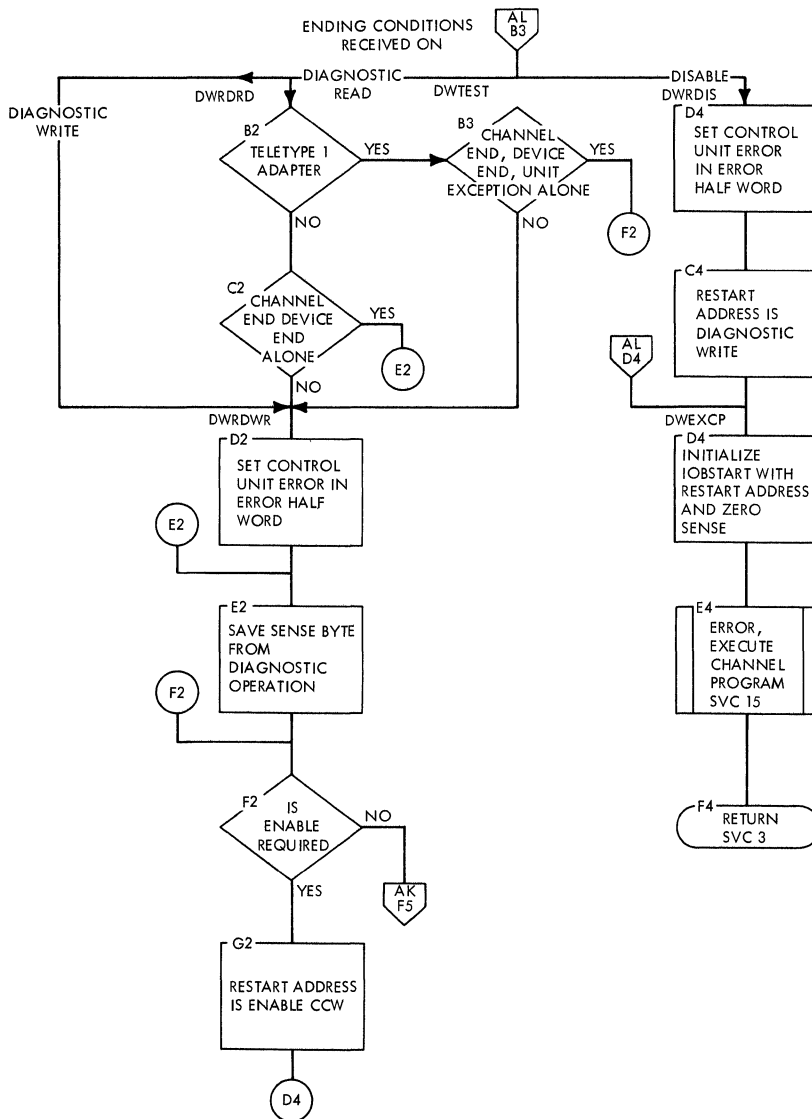 ENDING CONDITIONS
RECEIVED ON
AL
B3
DIAGNOSTIC
READ
DWRDRD
DWTEST
DISABLE
DWRDIS
DIAGNOSTIC
WRITE
B2
TELETYPE 1
ADAPTER
YES
NO
B3
CHANNEL
END, DEVICE
END, UNIT
EXCEPTION ALONE
YES
NO
F2
D4
SET CONTROL
UNIT ERROR
IN ERROR
HALF WORD
C2
CHANNEL
END DEVICE
END
ALONE
YES
NO
E2
C4
RESTART
ADDRESS IS
DIAGNOSTIC
WRITE
AL
D4
DWRDWR
DWEXCP
D2
SET CONTROL
UNIT ERROR IN
ERROR HALF
WORD
D4
INITIALIZE
IOBSTART WITH
RESTART ADDRESS
AND ZERO
SENSE
E2
E2
SAVE SENSE BYTE
FROM
DIAGNOSTIC
OPERATION
E4
ERROR,
EXECUTE
CHANNEL
PROGRAM
SVC 15
F2
F2
IS
ENABLE
REQUIRED
NO
YES
AK
F5
F4
RETURN
SVC 3
G2
RESTART ADDRESS
IS ENABLE CCW
D4